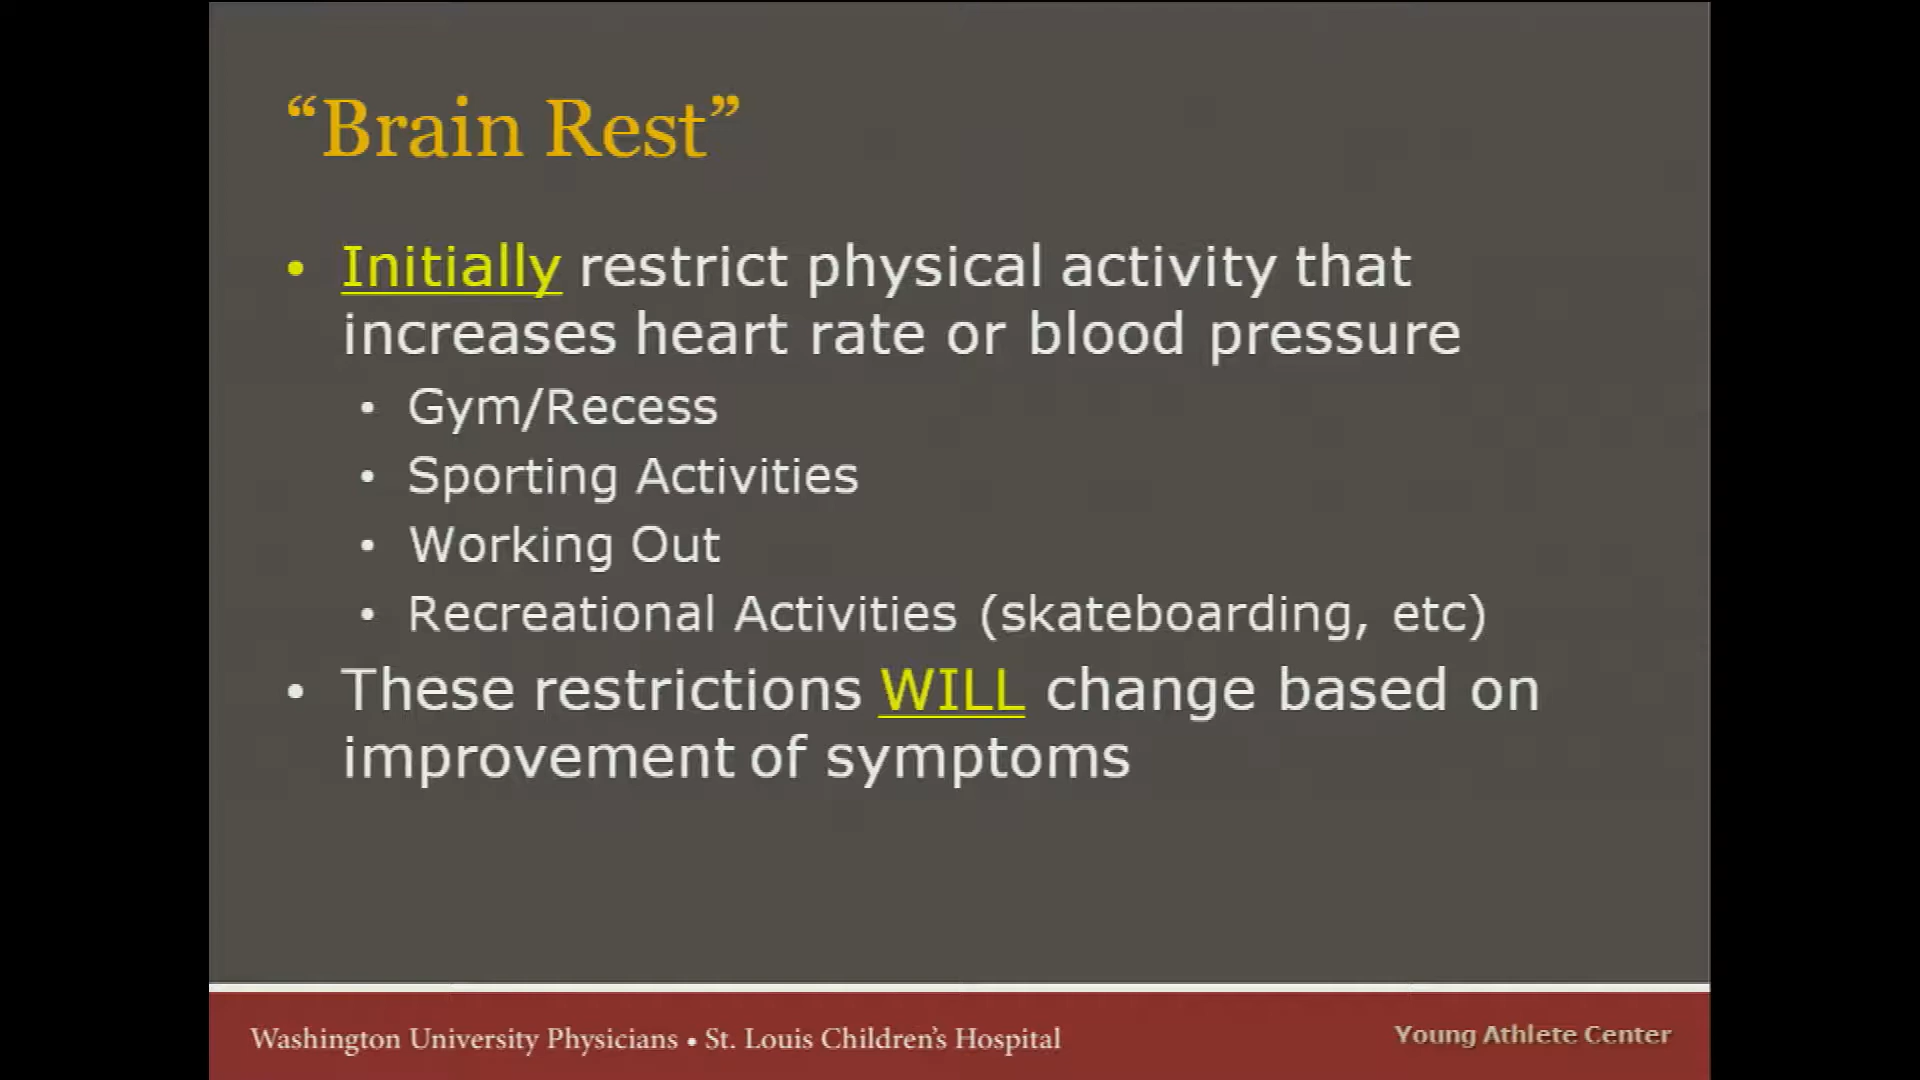 “Brain Rest”
• Initially restrict physical activity that
increases heart rate or blood pressure
• Gym/Recess
• Sporting Activities
• Working Out
• Recreational Activities (skateboarding, etc)
• These restrictions WILL change based on
improvement of symptoms
Washington University Physicians • St. Louis Children’s Hospital
Young Athlete Center